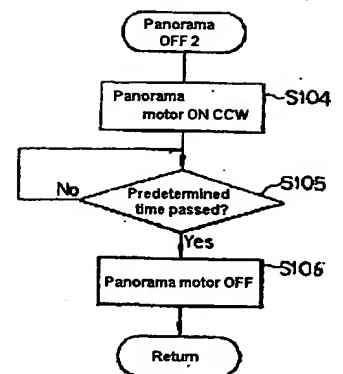 Panorama
OFF 2
Panorama
motor ON CCW
S104
No
Predetermined
time passed?
S105
Yes
Panorama motor OFF
S106
Return